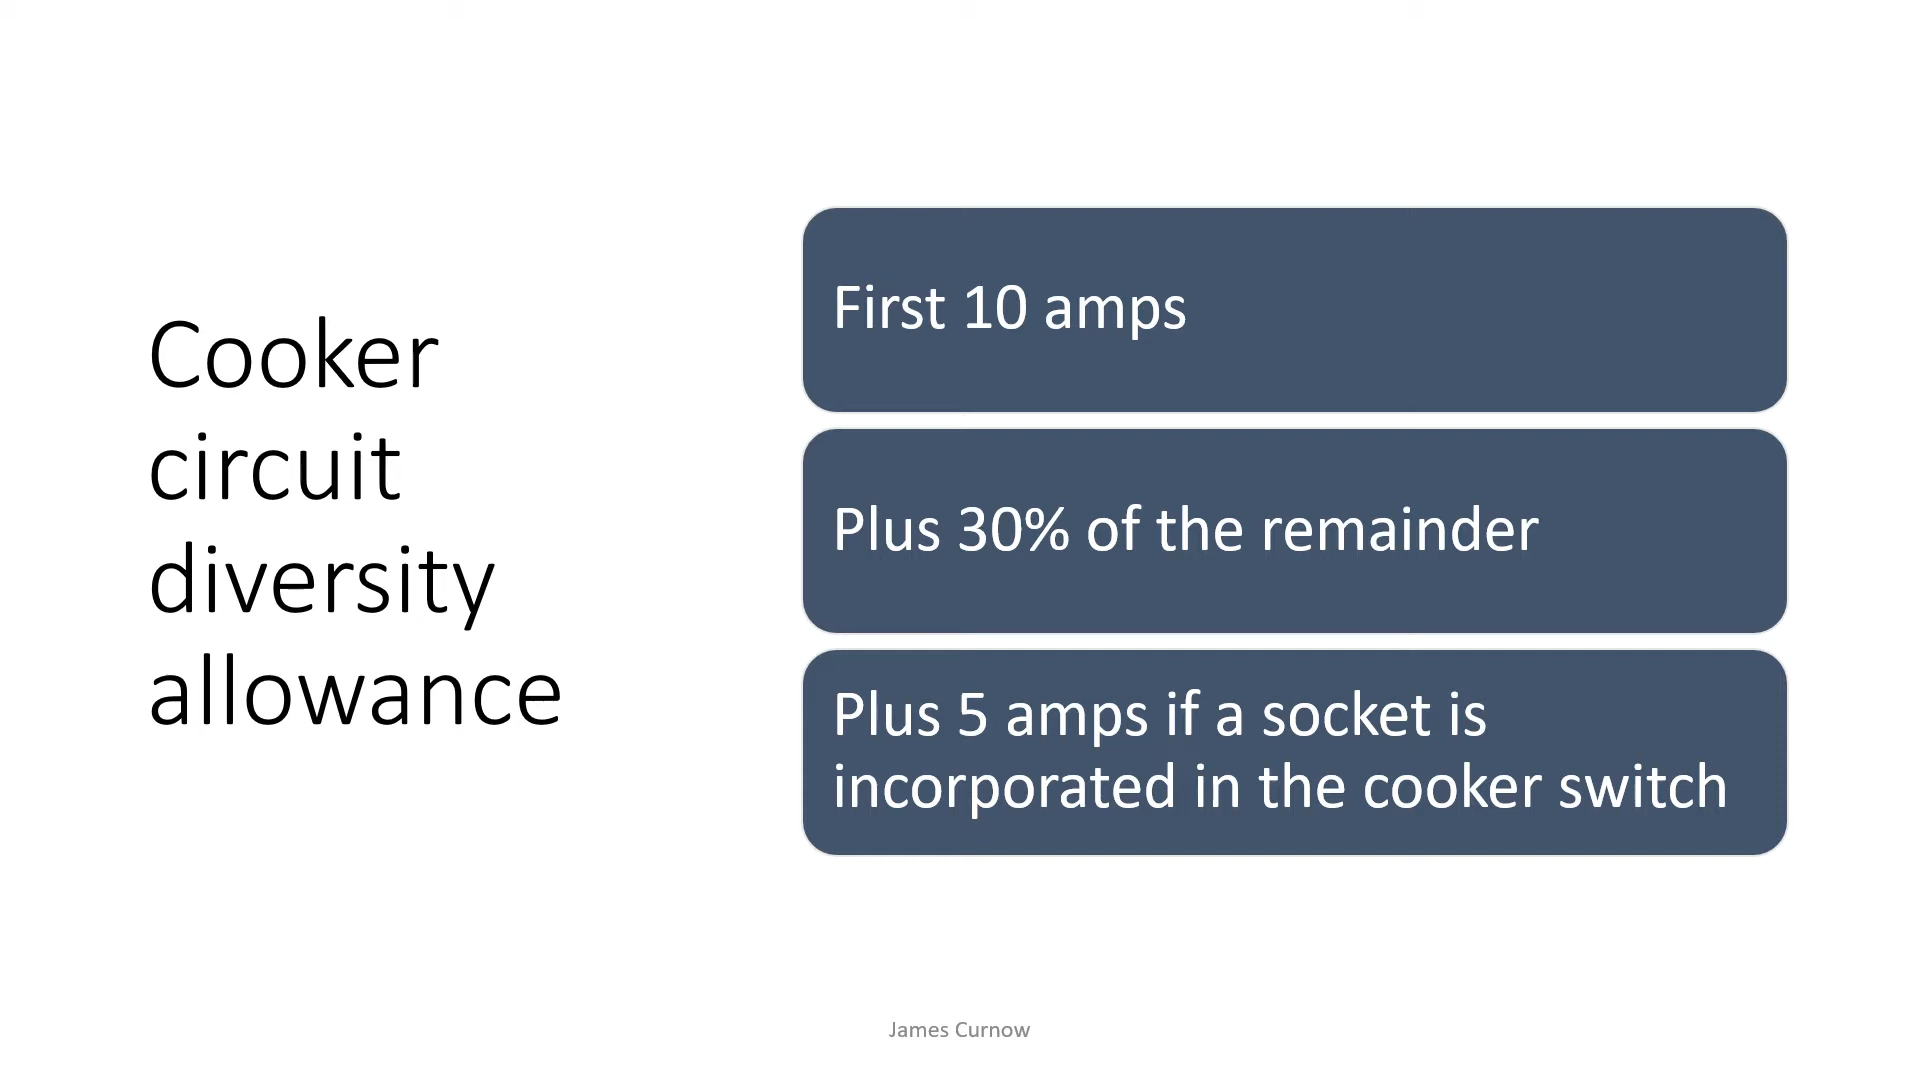 Cooker
circuit
diversity
allowance
First 10 amps
Plus 30% of the remainder
Plus 5 amps if a socket is
incorporated in the cooker switch
James Curnow